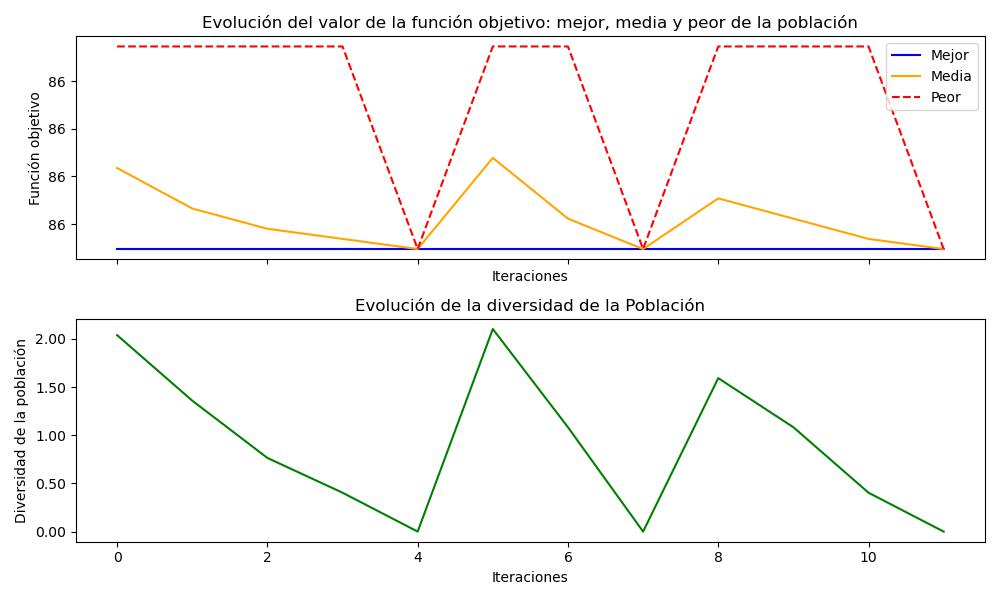 Evolución del valor de la función objetivo: mejor, media y peor de la población
Función objetivo
86
86
86
86
Mejor
Media
Peor
Iteraciones
Evolución de la diversidad de la Población
Diversidad de la población
2.00
1.50
1.00
0.50
0.00
0 2 4 6 8 10
Iteraciones